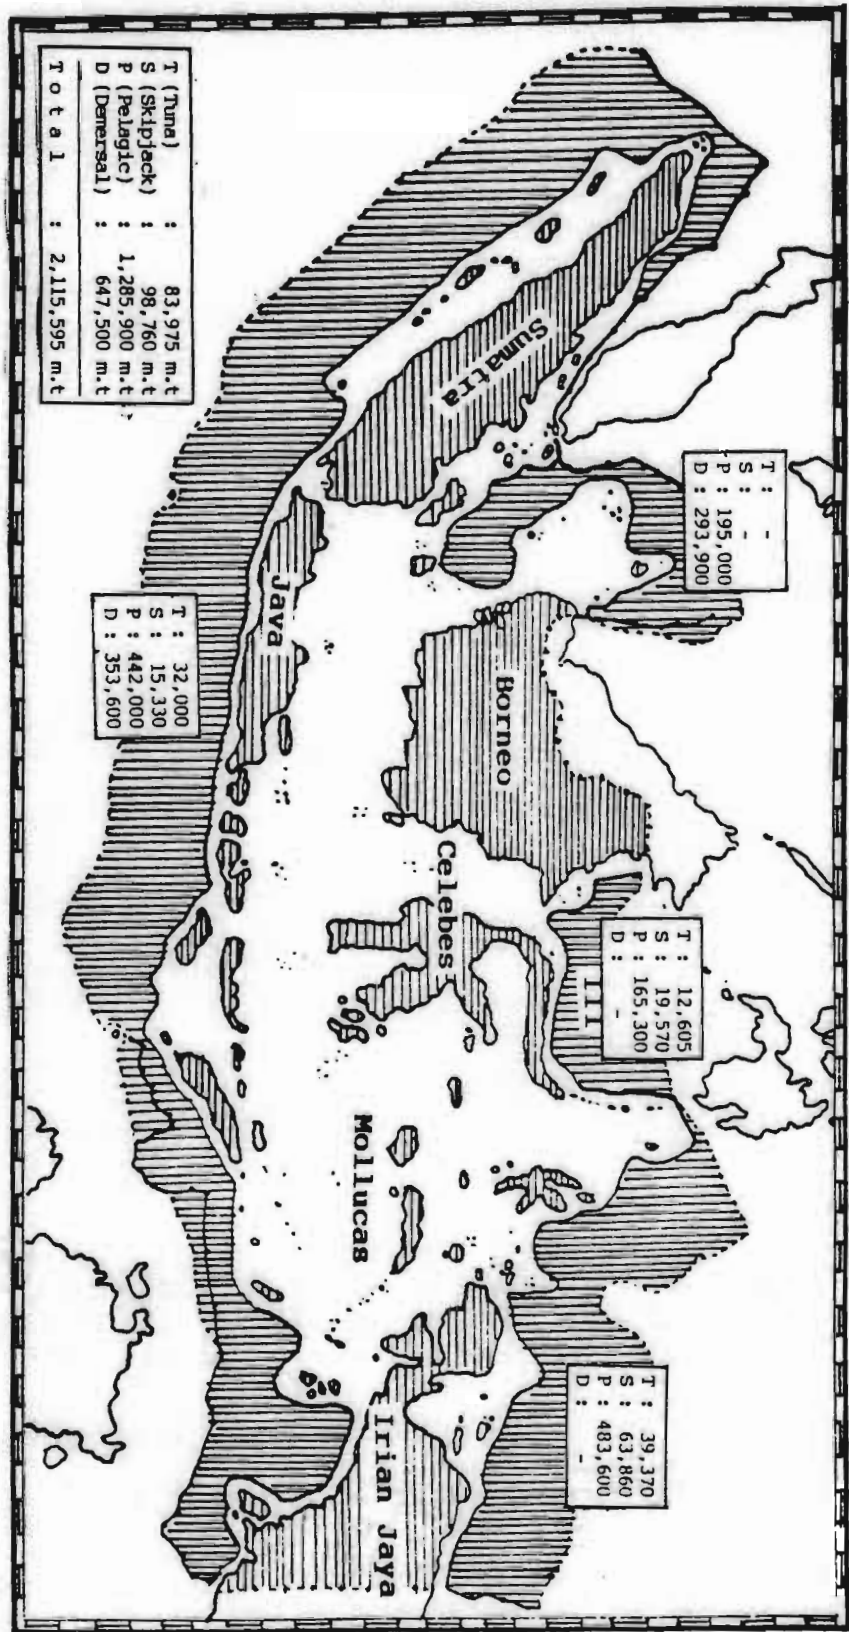 T : -
S : -
P : 195,000
D : 293,900
T : 12,605
S : 19,570
P : 165,300
D : -
T : 39,370
S : 63,860
P : 483,600
D : -
Sumatra
Borneo
III
Celebes
Mollucas
Irian Jaya
Java
T : 32,000
S : 15,330
P : 442,000
D : 353,600
T (Tuna) : 83,975 m.t
S (Skipjack) : 98,760 m.t
P (Pelagic) : 1,285,900 m.t
D (Demersal) : 647,500 m.t
Total : 2,115,595 m.t